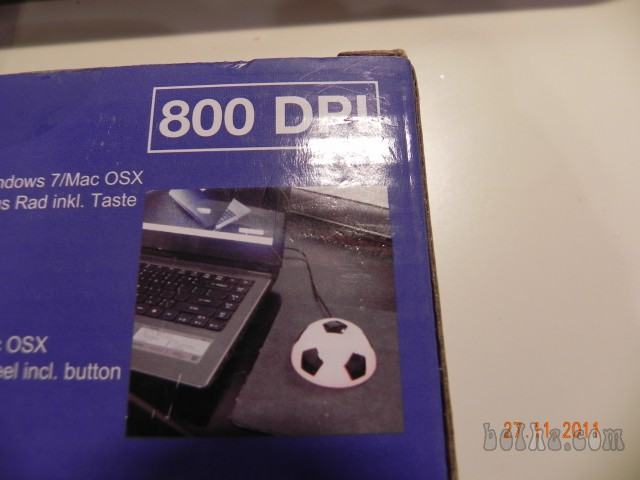 800 DPI
ndows 7/Mac OSX
s Rad inkl. Taste
OSX
eel incl. button
27.11.2011
bolha.com